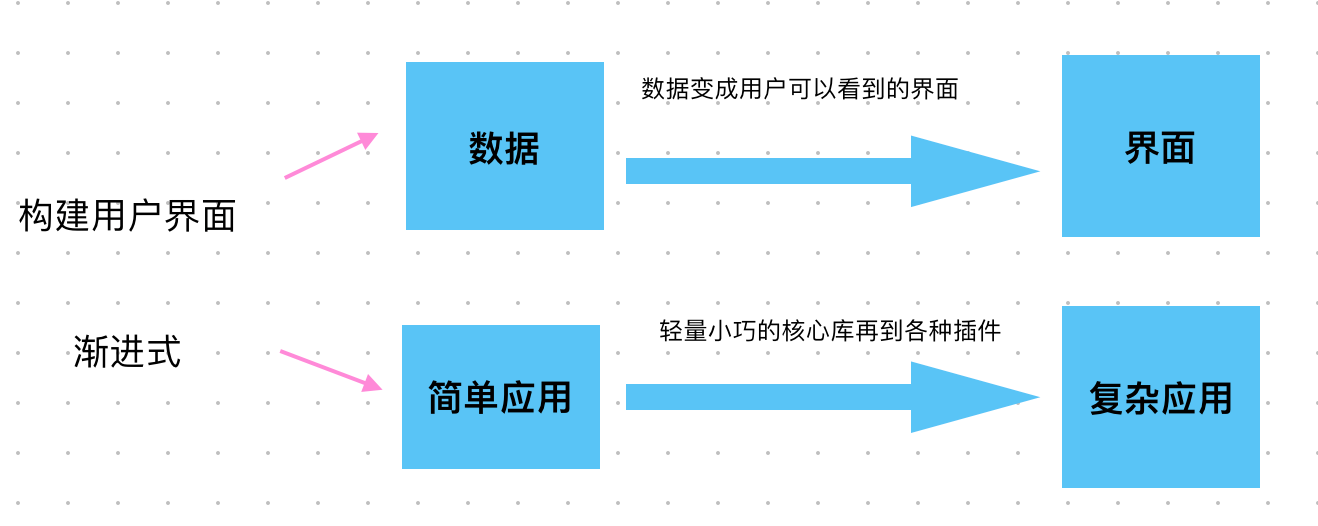 数据变成用户可以看到的界面
数据
界面
构建用户界面
轻量小巧的核心库再到各种插件
渐进式
简单应用
复杂应用